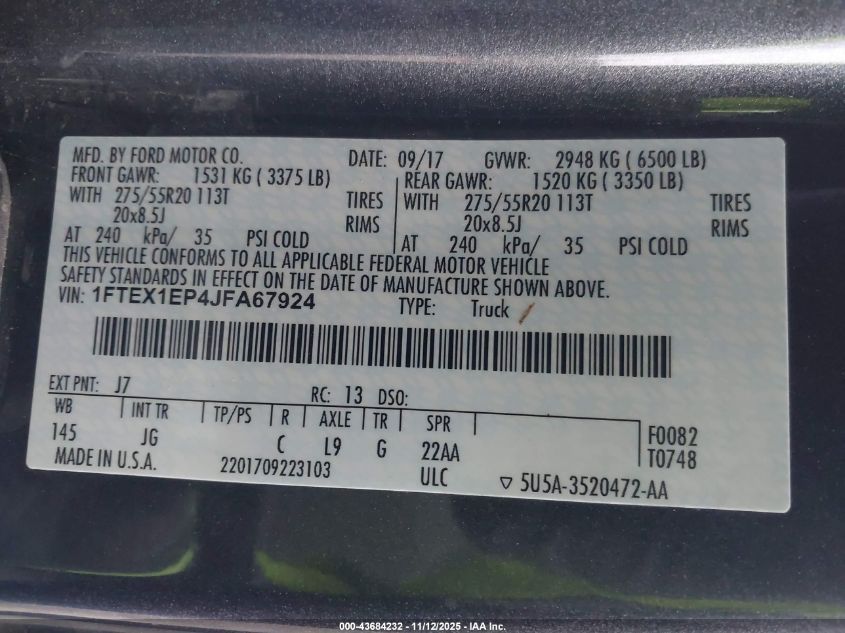 MFD. BY FORD MOTOR CO. DATE: 09/17 GVWR: 2948 KG ( 6500 LB)
FRONT GAWR: 1531 KG ( 3375 LB) REAR GAWR: 1520 KG ( 3350 LB)
WITH 275/55R20 113T TIRES WITH 275/55R20 113T TIRES
20x8.5J RIMS 20x8.5J RIMS
AT 240 kPa/ 35 PSI COLD AT 240 kPa/ 35 PSI COLD
THIS VEHICLE CONFORMS TO ALL APPLICABLE FEDERAL MOTOR VEHICLE
SAFETY STANDARDS IN EFFECT ON THE DATE OF MANUFACTURE SHOWN ABOVE.
VIN: 1FTEX1EP4JFA67924 TYPE: Truck
EXT PNT: J7 RC: 13 DSO:
WB INT TR TP/PS R AXLE TR SPR
145 JG C L9 G 22AA F0082
T0748
MADE IN U.S.A. 2201709223103 ULC ▽ 5U5A-3520472-AA
000-43684232 - 11/12/2025 - IAA Inc.